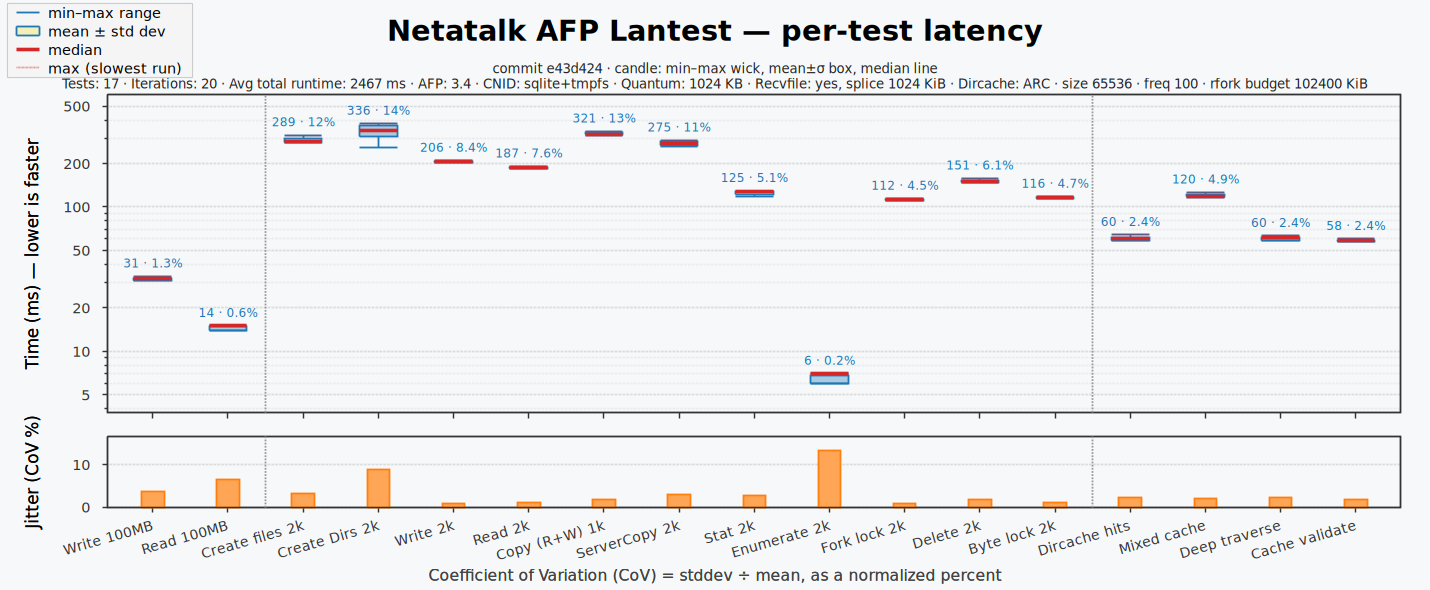 min–max range
mean ± std dev
median
max (slowest run)
Netatalk AFP Lantest — per-test latency
commit e43d424 · candle: min–max wick, mean±σ box, median line
Tests: 17 · Iterations: 20 · Avg total runtime: 2467 ms · AFP: 3.4 · CNID: sqlite+tmpfs · Quantum: 1024 KB · Recvfile: yes, splice 1024 KiB · Dircache: ARC · size 65536 · freq 100 · rfork budget 102400 KiB
Time (ms) — lower is faster
500
200
100
50
20
10
5
31 · 1.3%
14 · 0.6%
289 · 12%
336 · 14%
206 · 8.4%
187 · 7.6%
321 · 13%
275 · 11%
125 · 5.1%
6 · 0.2%
112 · 4.5%
151 · 6.1%
116 · 4.7%
60 · 2.4%
120 · 4.9%
60 · 2.4%
58 · 2.4%
Jitter (CoV %)
10
0
Write 100MB
Read 100MB
Create files 2k
Create Dirs 2k
Write 2k
Read 2k
Copy (R+W) 1k
ServerCopy 2k
Stat 2k
Enumerate 2k
Fork lock 2k
Delete 2k
Byte lock 2k
Dircache hits
Mixed cache
Deep traverse
Cache validate
Coefficient of Variation (CoV) = stddev ÷ mean, as a normalized percent